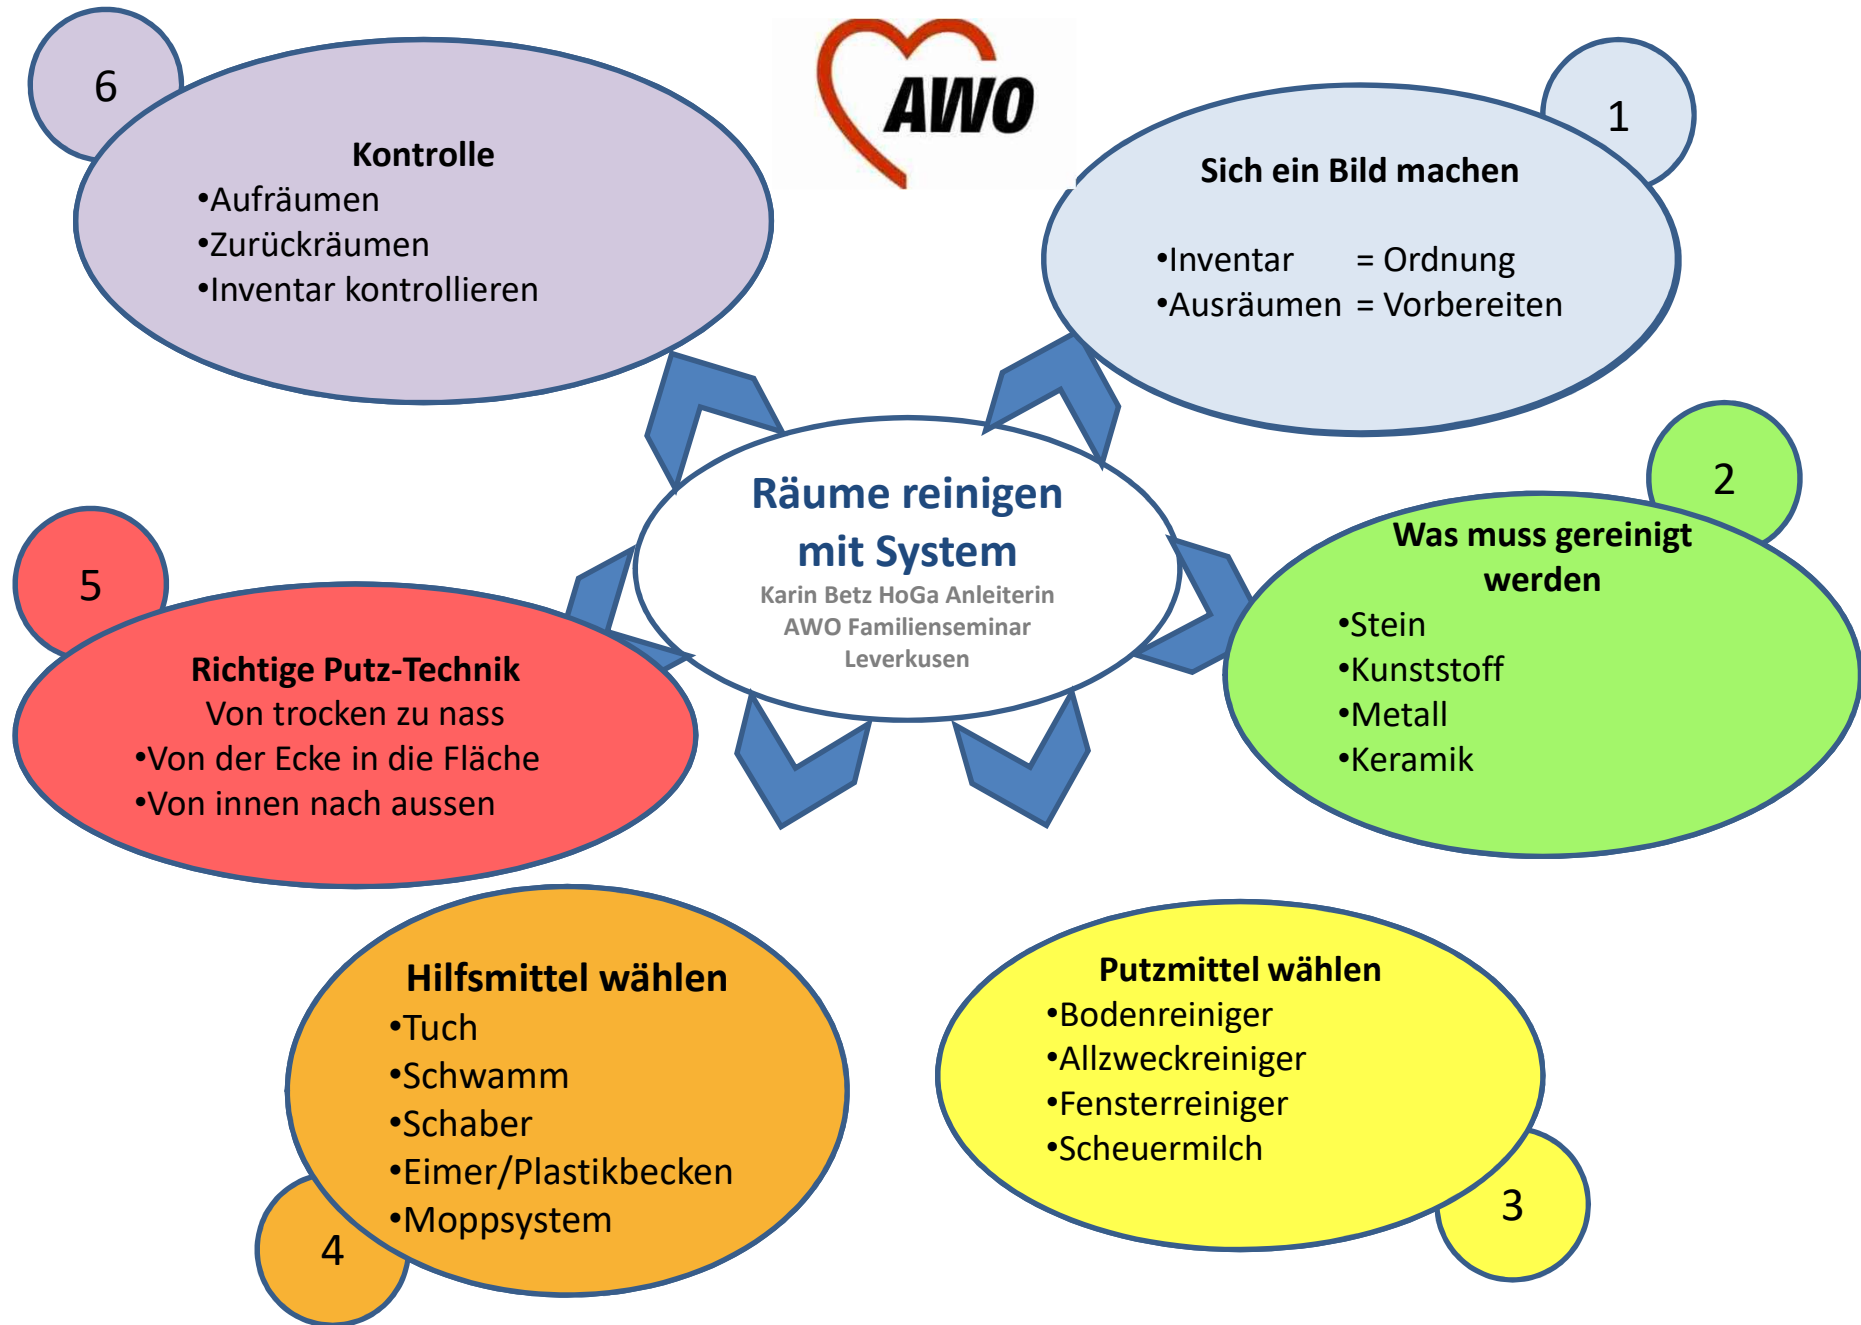 AWO
Räume reinigen
mit System
Karin Betz HoGa Anleiterin
AWO Familienseminar
Leverkusen
1
Sich ein Bild machen
•Inventar = Ordnung
•Ausräumen = Vorbereiten
2
Was muss gereinigt
werden
•Stein
•Kunststoff
•Metall
•Keramik
3
Putzmittel wählen
•Bodenreiniger
•Allzweckreiniger
•Fensterreiniger
•Scheuermilch
4
Hilfsmittel wählen
•Tuch
•Schwamm
•Schaber
•Eimer/Plastikbecken
•Moppsystem
5
Richtige Putz-Technik
Von trocken zu nass
•Von der Ecke in die Fläche
•Von innen nach aussen
6
Kontrolle
•Aufräumen
•Zurückräumen
•Inventar kontrollieren